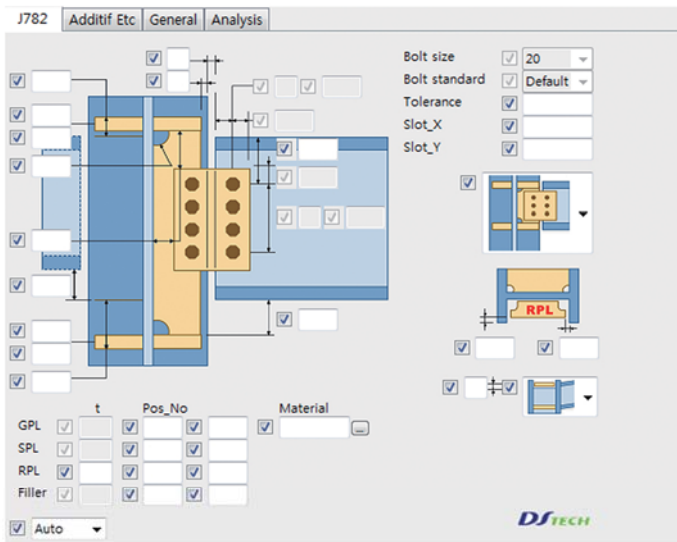 J782 Additif Etc General Analysis
Bolt size 20
Bolt standard Default
Tolerance
Slot_X
Slot_Y
RPL
t Pos_No Material
GPL
SPL
RPL
Filler
Auto
DSTECH